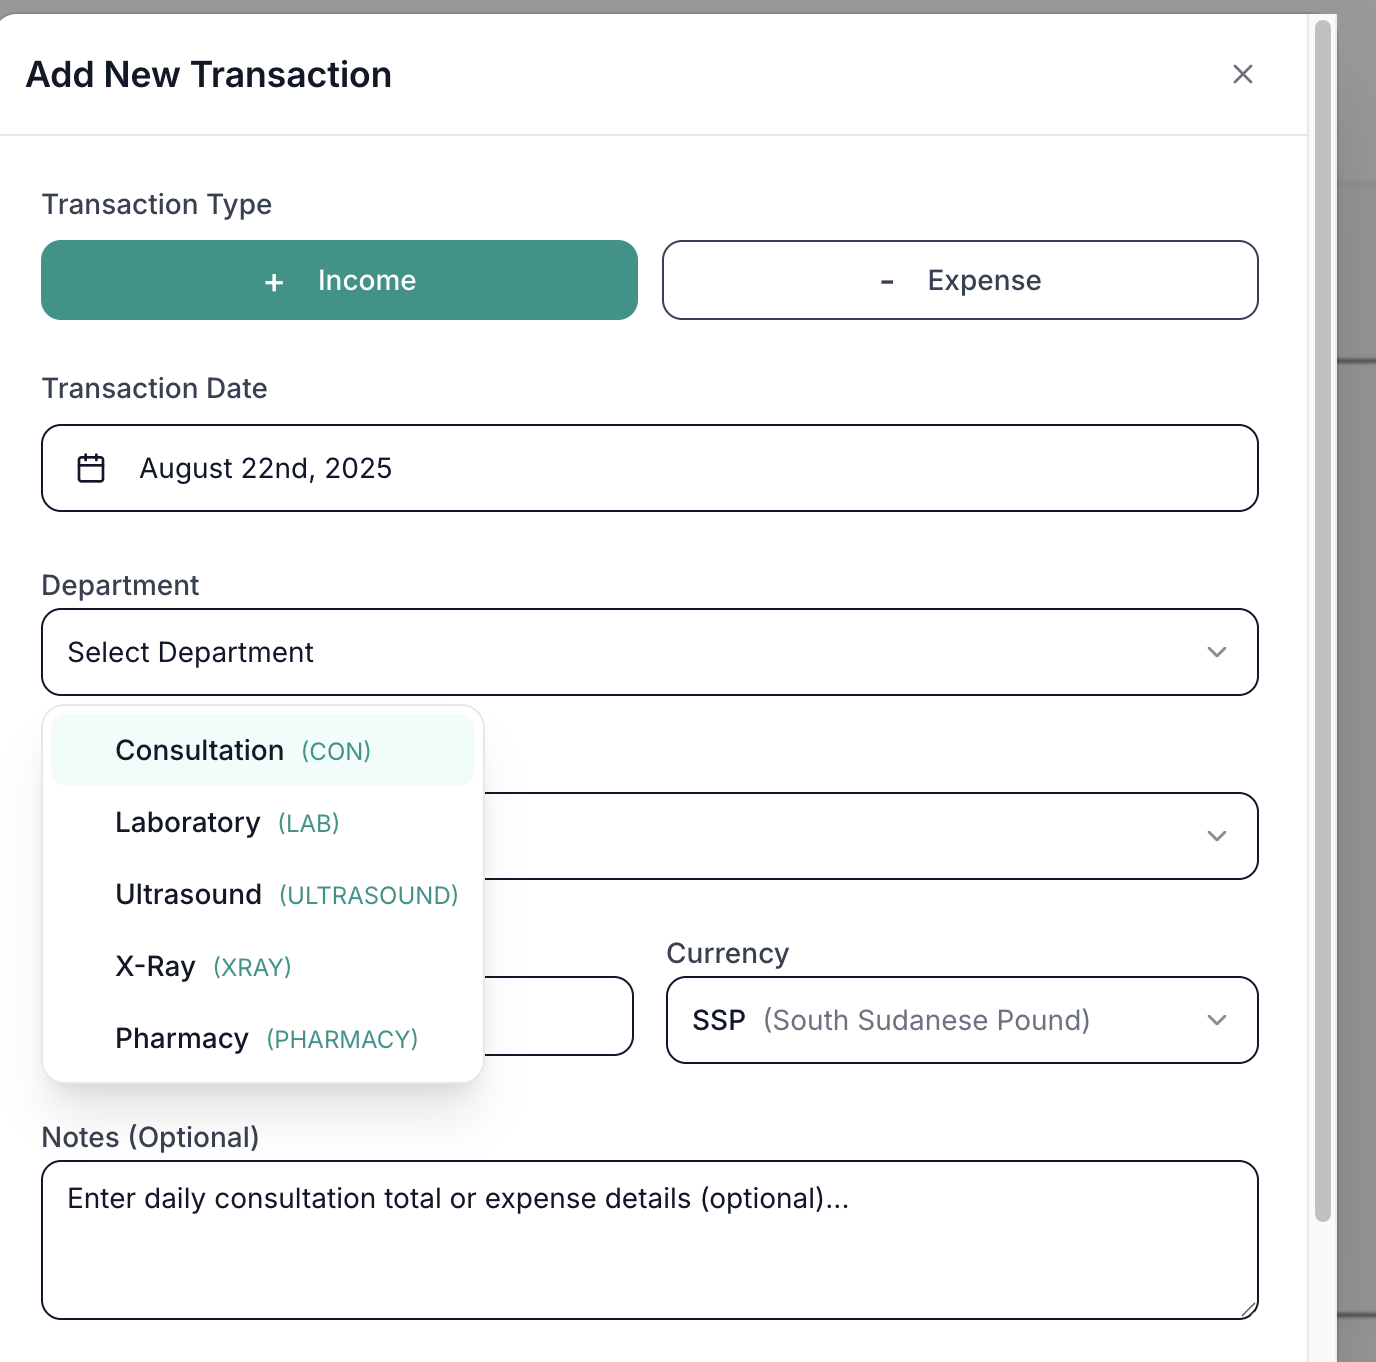 Add New Transaction
Transaction Type
+ Income
- Expense
Transaction Date
August 22nd, 2025
Department
Select Department
Consultation (CON)
Laboratory (LAB)
Ultrasound (ULTRASOUND)
X-Ray (XRAY)
Pharmacy (PHARMACY)
Currency
SSP (South Sudanese Pound)
Notes (Optional)
Enter daily consultation total or expense details (optional)...